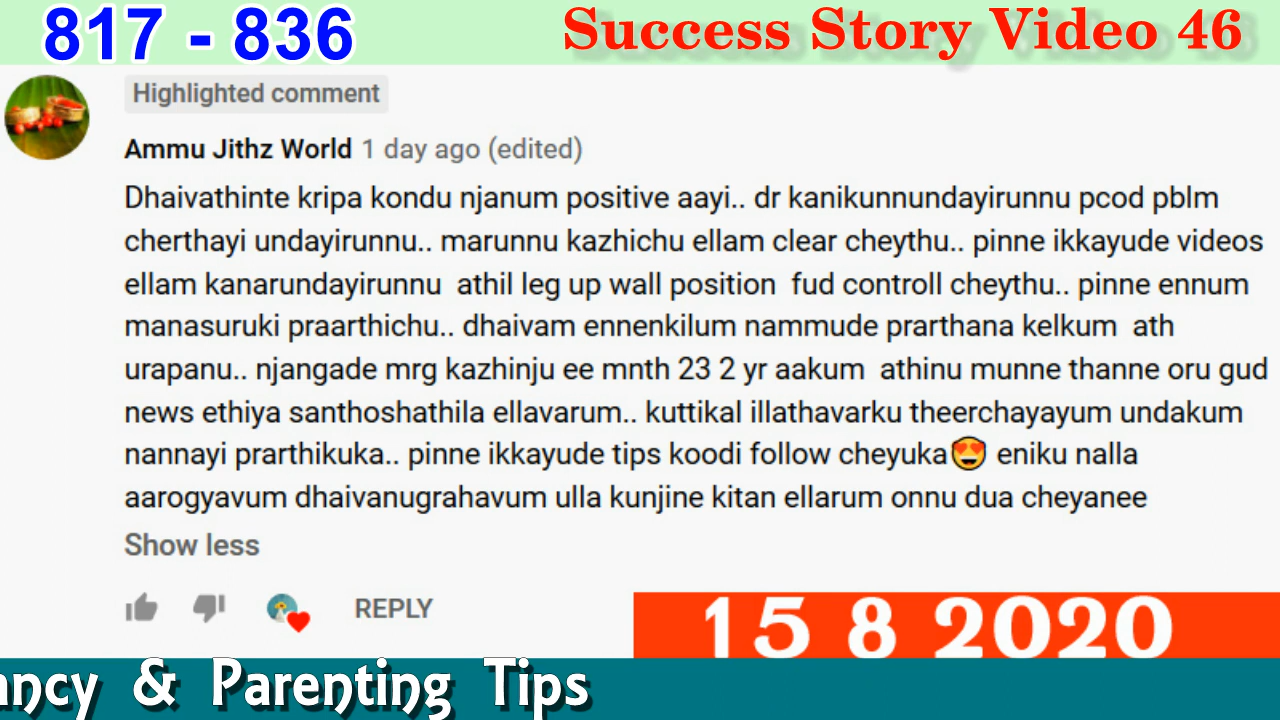 817 - 836
Success Story Video 46
Highlighted comment
Ammu Jithz World 1 day ago (edited)
Dhaivathinte kripa kondu njanum positive aayi.. dr kanikunnundayirunnu pcod pblm
cherthayi undayirunnu.. marunnu kazhichu ellam clear cheythu.. pinne ikkayude videos
ellam kanarundayirunnu athil leg up wall position fud controll cheythu.. pinne ennum
manasuruki praarthichu.. dhaivam ennenkilum nammude prarthana kelkum ath
urapanu.. njangade mrg kazhinju ee mnth 23 2 yr aakum athinu munne thanne oru gud
news ethiya santhoshathila ellavarum.. kuttikal illathavarku theerchayayum undakum
nannayi prarthikuka.. pinne ikkayude tips koodi follow cheyuka😍 eniku nalla
aarogyavum dhaivanugrahavum ulla kunjine kitan ellarum onnu dua cheyanee
Show less
REPLY
15 8 2020
ancy & Parenting Tips